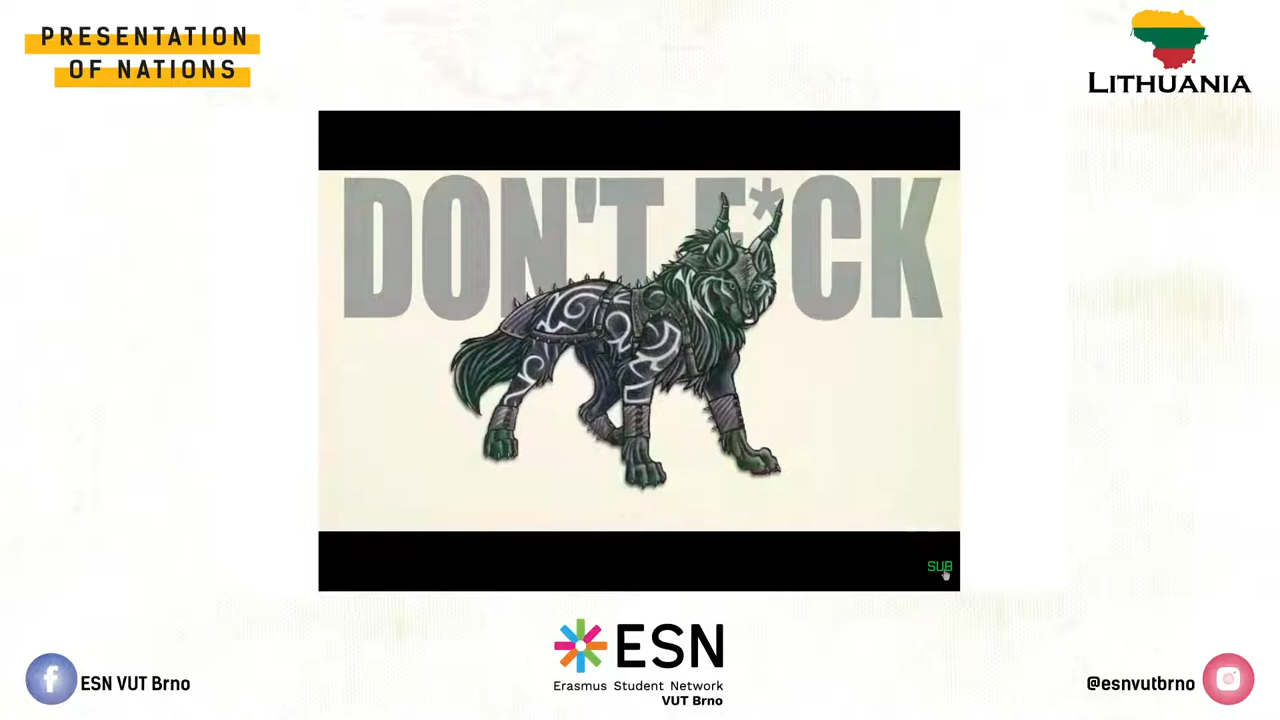 PRESENTATION
OF NATIONS
LITHUANIA
DON'T F*CK
SUB
ESN
Erasmus Student Network
VUT Brno
ESN VUT Brno
@esnvutbrno